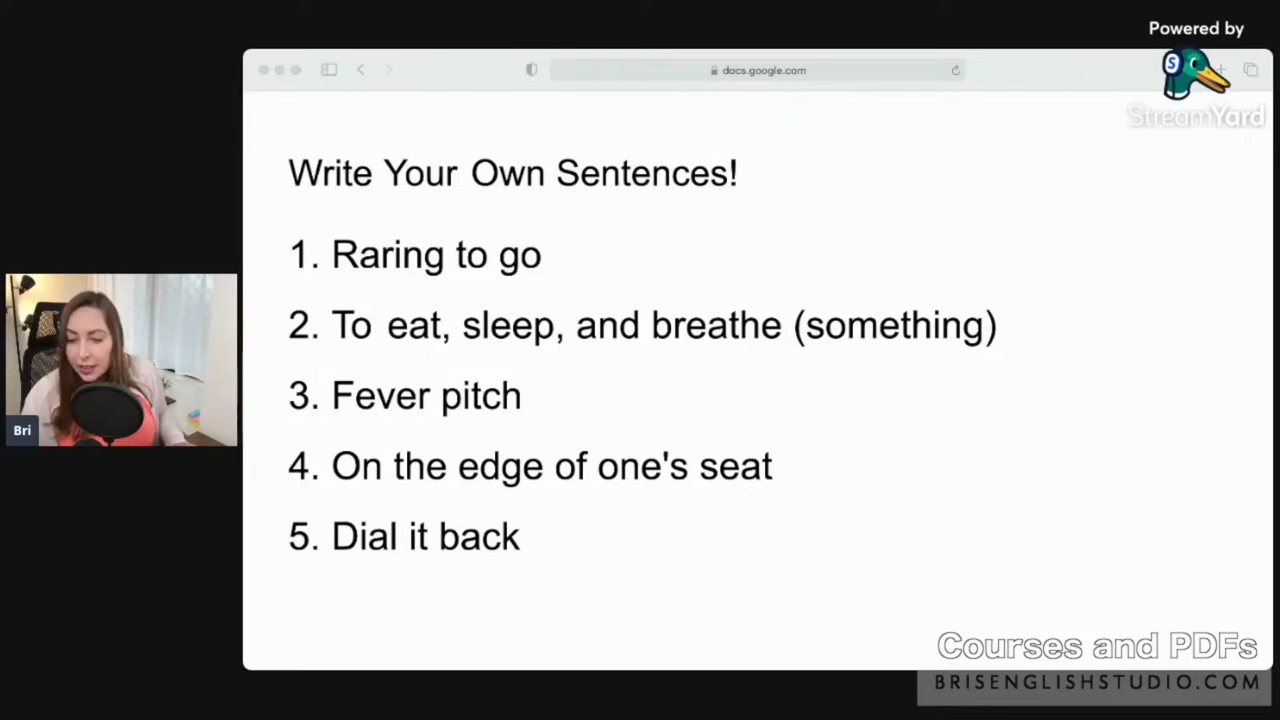 Powered by
StreamYard
docs.google.com
Write Your Own Sentences!
1. Raring to go
2. To eat, sleep, and breathe (something)
3. Fever pitch
4. On the edge of one's seat
5. Dial it back
Bri
Courses and PDFs
BRISENGLISHSTUDIO.COM